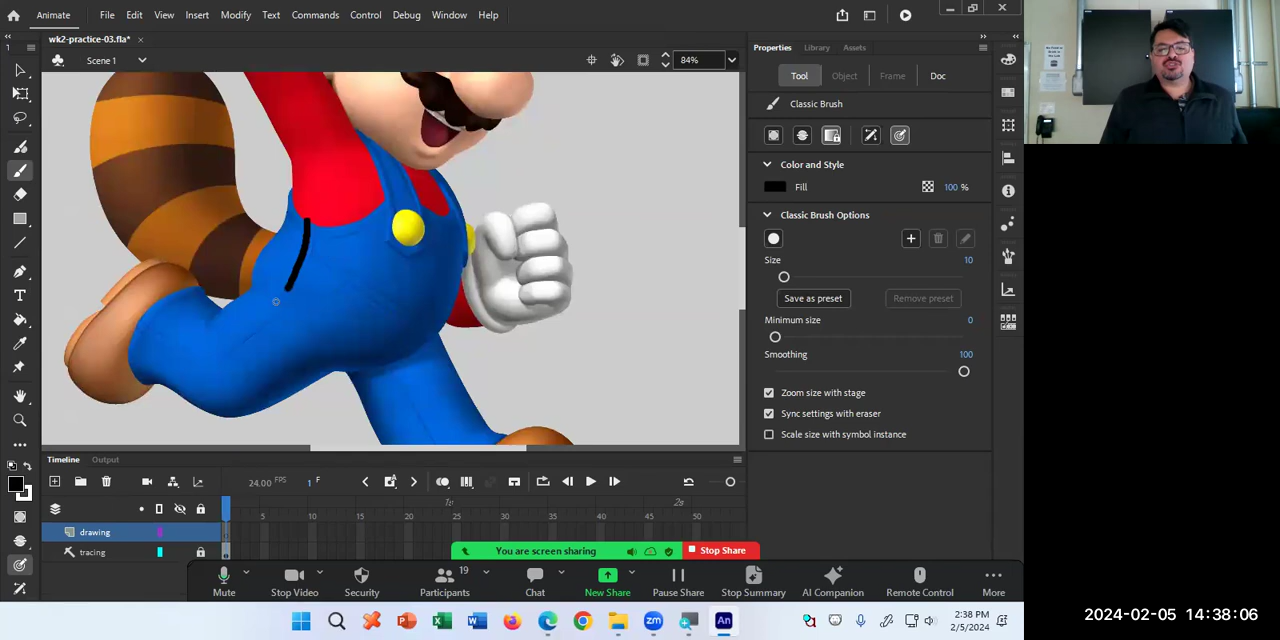 Animate File Edit View Insert Modify Text Commands Control Debug Window Help
wk2-practice-03.fla* ×
1
Scene 1
84%
Properties Library Assets
Tool Object Frame Doc
Classic Brush
Color and Style
Fill 100 %
Classic Brush Options
Size 10
Save as preset Remove preset
Minimum size 0
Smoothing 100
Zoom size with stage
Sync settings with eraser
Scale size with symbol instance
Timeline Output
24.00 FPS 1 F
1s 2s
5 10 15 20 25 30 35 40 45 50
drawing
tracing
You are screen sharing Stop Share
19
Mute Stop Video Security Participants Chat New Share Pause Share Stop Summary AI Companion Remote Control More
2:38 PM
2/5/2024
2024-02-05 14:38:06